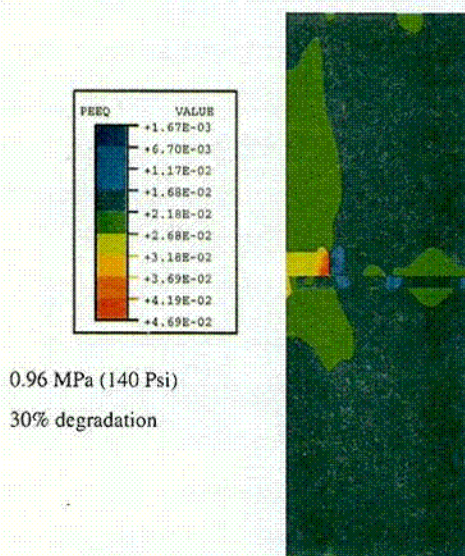 PEEQ VALUE
+1.67E-03
+6.70E-03
+1.17E-02
+1.68E-02
+2.18E-02
+2.68E-02
+3.18E-02
+3.69E-02
+4.19E-02
+4.69E-02
0.96 MPa (140 Psi)
30% degradation